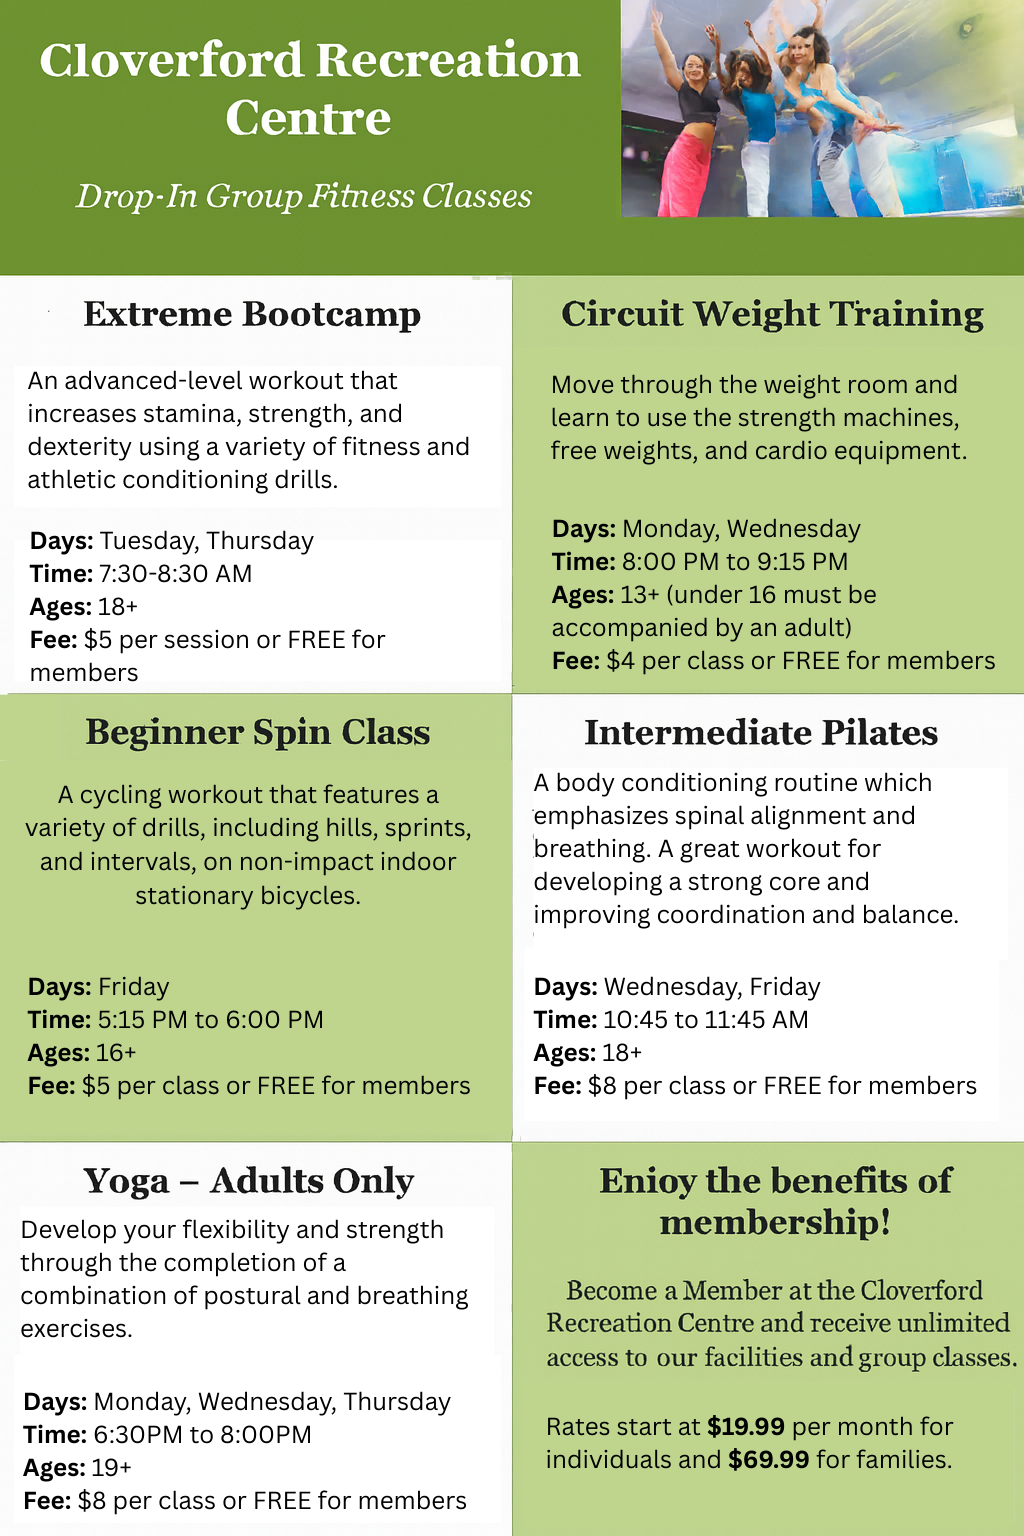 Cloverford Recreation
Centre
Drop-In Group Fitness Classes
Extreme Bootcamp
An advanced-level workout that
increases stamina, strength, and
dexterity using a variety of fitness and
athletic conditioning drills.
Days: Tuesday, Thursday
Time: 7:30-8:30 AM
Ages: 18+
Fee: $5 per session or FREE for
members
Circuit Weight Training
Move through the weight room and
learn to use the strength machines,
free weights, and cardio equipment.
Days: Monday, Wednesday
Time: 8:00 PM to 9:15 PM
Ages: 13+ (under 16 must be
accompanied by an adult)
Fee: $4 per class or FREE for members
Beginner Spin Class
A cycling workout that features a
variety of drills, including hills, sprints,
and intervals, on non-impact indoor
stationary bicycles.
Days: Friday
Time: 5:15 PM to 6:00 PM
Ages: 16+
Fee: $5 per class or FREE for members
Intermediate Pilates
A body conditioning routine which
emphasizes spinal alignment and
breathing. A great workout for
developing a strong core and
improving coordination and balance.
Days: Wednesday, Friday
Time: 10:45 to 11:45 AM
Ages: 18+
Fee: $8 per class or FREE for members
Yoga – Adults Only
Develop your flexibility and strength
through the completion of a
combination of postural and breathing
exercises.
Days: Monday, Wednesday, Thursday
Time: 6:30PM to 8:00PM
Ages: 19+
Fee: $8 per class or FREE for members
Enioy the benefits of
membership!
Become a Member at the Cloverford
Recreation Centre and receive unlimited
access to our facilities and group classes.
Rates start at $19.99 per month for
individuals and $69.99 for families.